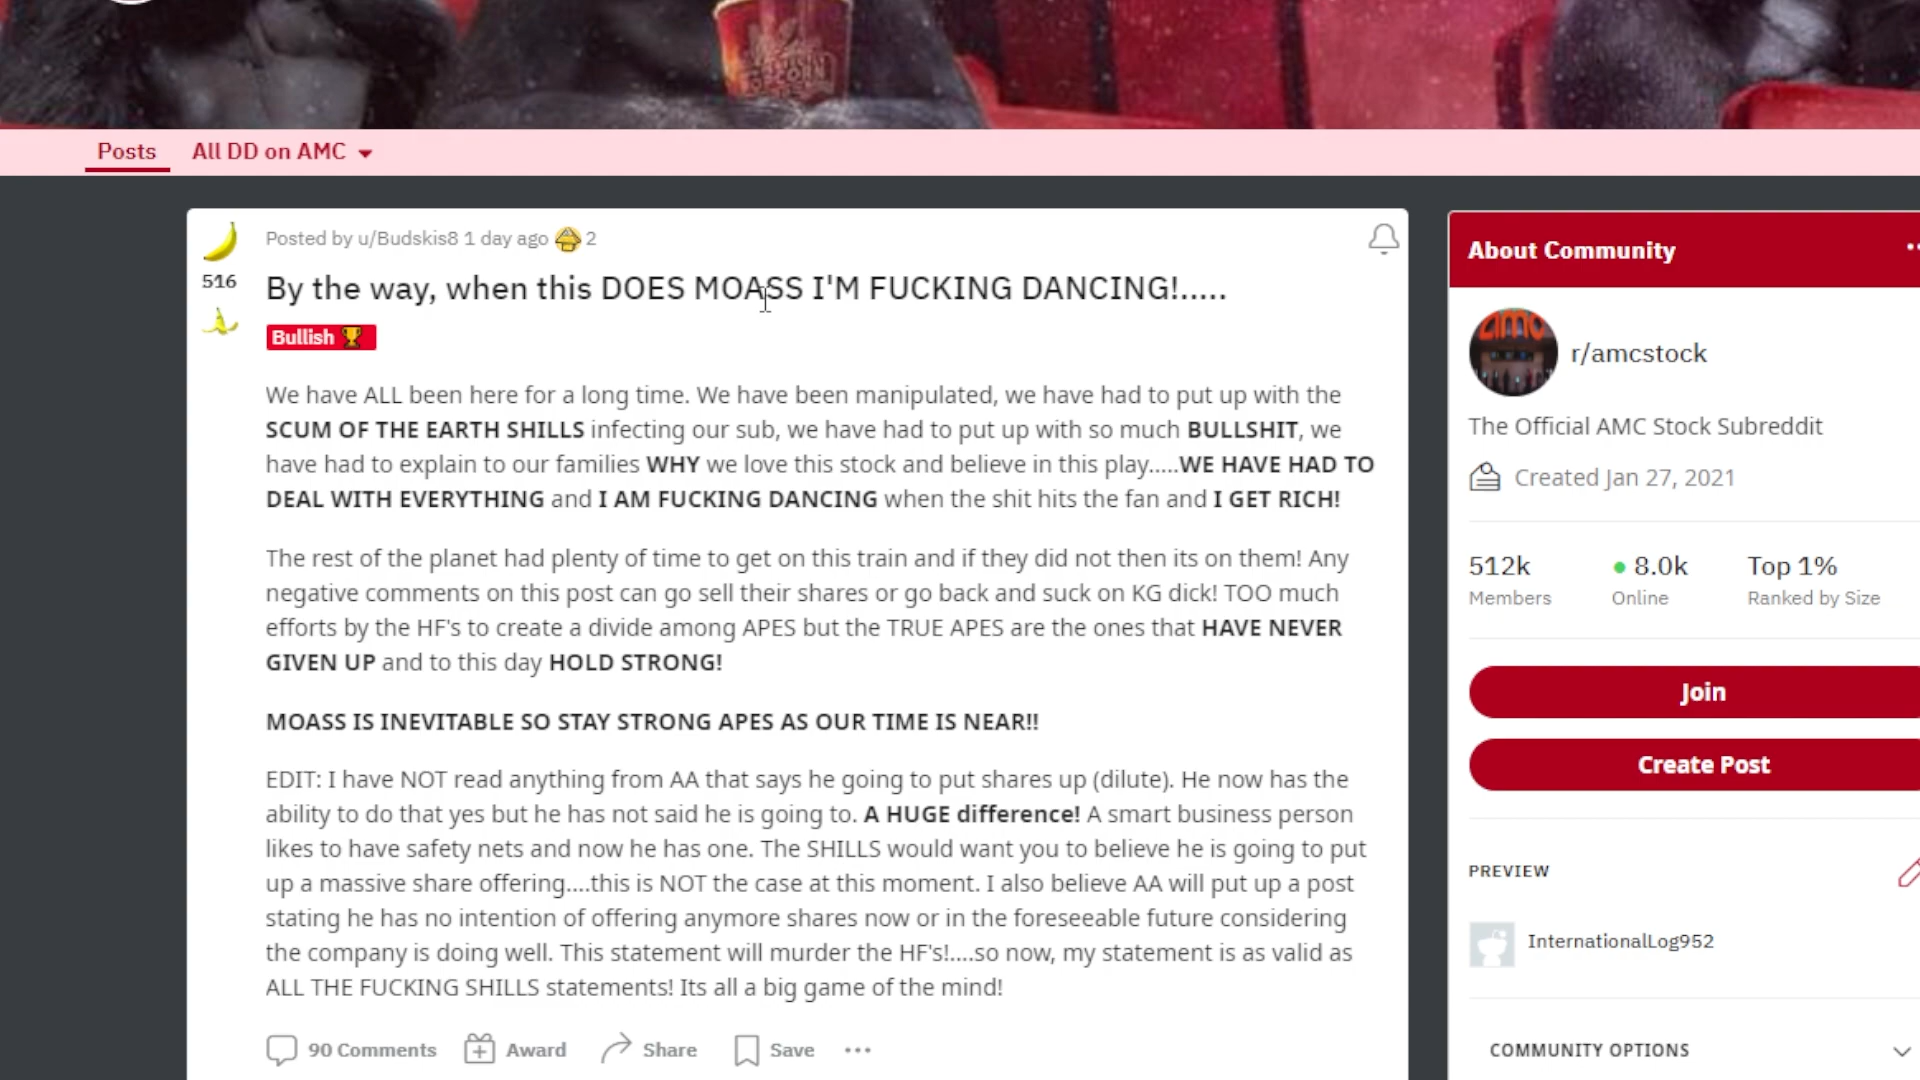 Posts
All DD on AMC
Posted by u/Budskis8 1 day ago
2
516
By the way, when this DOES MOASS I'M FUCKING DANCING!.....
Bullish
We have ALL been here for a long time. We have been manipulated, we have had to put up with the
SCUM OF THE EARTH SHILLS infecting our sub, we have had to put up with so much BULLSHIT, we
have had to explain to our families WHY we love this stock and believe in this play.....WE HAVE HAD TO
DEAL WITH EVERYTHING and I AM FUCKING DANCING when the shit hits the fan and I GET RICH!
The rest of the planet had plenty of time to get on this train and if they did not then its on them! Any
negative comments on this post can go sell their shares or go back and suck on KG dick! TOO much
efforts by the HF's to create a divide among APES but the TRUE APES are the ones that HAVE NEVER
GIVEN UP and to this day HOLD STRONG!
MOASS IS INEVITABLE SO STAY STRONG APES AS OUR TIME IS NEAR!!
EDIT: I have NOT read anything from AA that says he going to put shares up (dilute). He now has the
ability to do that yes but he has not said he is going to. A HUGE difference! A smart business person
likes to have safety nets and now he has one. The SHILLS would want you to believe he is going to put
up a massive share offering....this is NOT the case at this moment. I also believe AA will put up a post
stating he has no intention of offering anymore shares now or in the foreseeable future considering
the company is doing well. This statement will murder the HF's!....so now, my statement is as valid as
ALL THE FUCKING SHILLS statements! Its all a big game of the mind!
90 Comments
Award
Share
Save
About Community
amc
r/amcstock
The Official AMC Stock Subreddit
Created Jan 27, 2021
512k
Members
8.0k
Online
Top 1%
Ranked by Size
Join
Create Post
PREVIEW
InternationalLog952
COMMUNITY OPTIONS